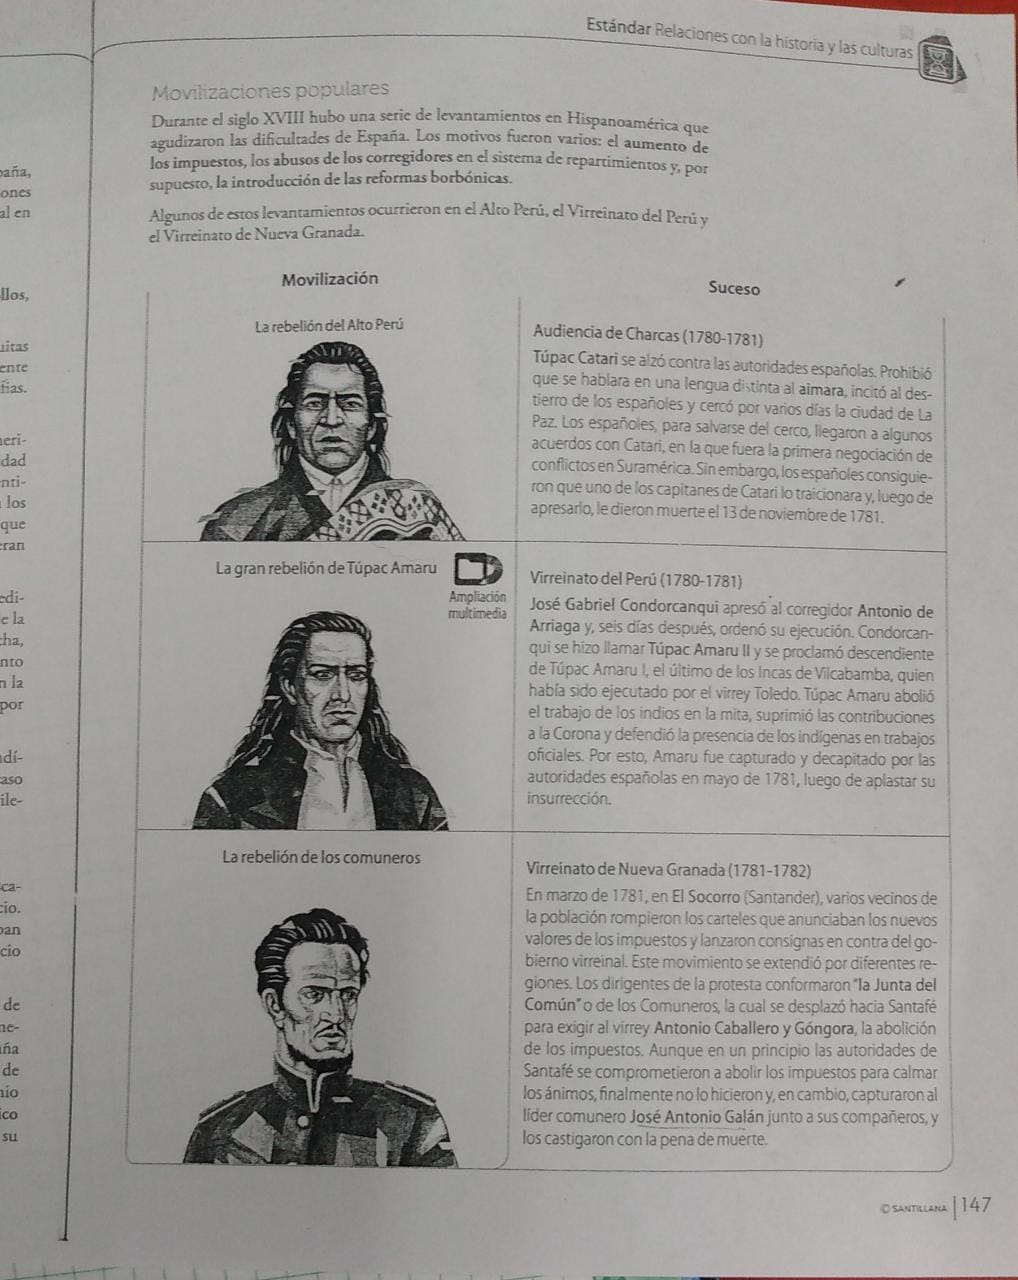 Estándar Relaciones con la historia y las culturas
Movilizaciones populares
Durante el siglo XVIII hubo una serie de levantamientos en Hispanoamérica que
agudizaron las dificultades de España. Los motivos fueron varios: el aumento de
los impuestos, los abusos de los corregidores en el sistema de repartimientos y, por
supuesto, la introducción de las reformas borbónicas.
Algunos de estos levantamientos ocurrieron en el Alto Perú, el Virreinato del Perú y
el Virreinato de Nueva Granada.
Movilización
Suceso
La rebelión del Alto Perú
Audiencia de Charcas (1780-1781)
Túpac Catari se alzó contra las autoridades españolas. Prohibió
que se hablara en una lengua distinta al aimara, incitó al des-
tierro de los españoles y cercó por varios días la ciudad de La
Paz. Los españoles, para salvarse del cerco, llegaron a algunos
acuerdos con Catari, en la que fuera la primera negociación de
conflictos en Suramérica. Sin embargo, los españoles consiguie-
ron que uno de los capitanes de Catari lo traicionara y, luego de
apresarlo, le dieron muerte el 13 de noviembre de 1781.
La gran rebelión de Túpac Amaru
Ampliación
multimedia
Virreinato del Perú (1780-1781)
José Gabriel Condorcanqui apresó al corregidor Antonio de
Arriaga y, seis días después, ordenó su ejecución. Condorcan-
qui se hizo llamar Túpac Amaru II y se proclamó descendiente
de Túpac Amaru I, el último de los Incas de Vilcabamba, quien
había sido ejecutado por el virrey Toledo. Túpac Amaru abolió
el trabajo de los indios en la mita, suprimió las contribuciones
a la Corona y defendió la presencia de los indígenas en trabajos
oficiales. Por esto, Amaru fue capturado y decapitado por las
autoridades españolas en mayo de 1781, luego de aplastar su
insurrección.
La rebelión de los comuneros
Virreinato de Nueva Granada (1781-1782)
En marzo de 1781, en El Socorro (Santander), varios vecinos de
la población rompieron los carteles que anunciaban los nuevos
valores de los impuestos y lanzaron consignas en contra del go-
bierno virreinal. Este movimiento se extendió por diferentes re-
giones. Los dirigentes de la protesta conformaron "la Junta del
Común" o de los Comuneros, la cual se desplazó hacia Santafé
para exigir al virrey Antonio Caballero y Góngora, la abolición
de los impuestos. Aunque en un principio las autoridades de
Santafé se comprometieron a abolir los impuestos para calmar
los ánimos, finalmente no lo hicieron y, en cambio, capturaron al
líder comunero José Antonio Galán junto a sus compañeros, y
los castigaron con la pena de muerte.
© SANTILLANA 147